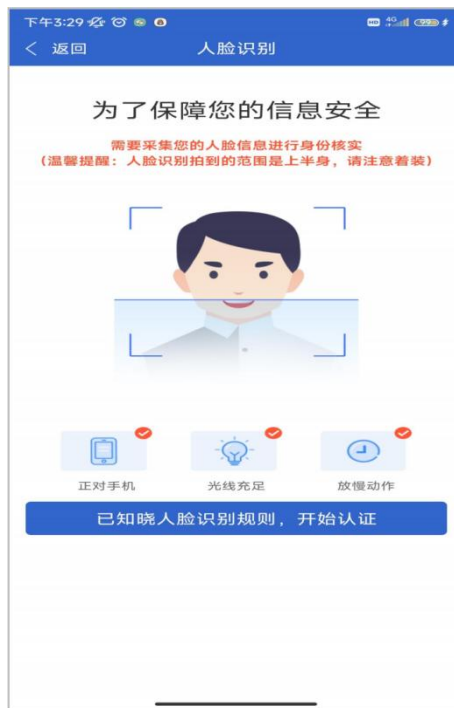 下午3:29
HD 4G 99
返回 人脸识别
为了保障您的信息安全
需要采集您的人脸信息进行身份核实
(温馨提醒：人脸识别拍到的范围是上半身，请注意着装)
正对手机 光线充足 放慢动作
已知晓人脸识别规则，开始认证